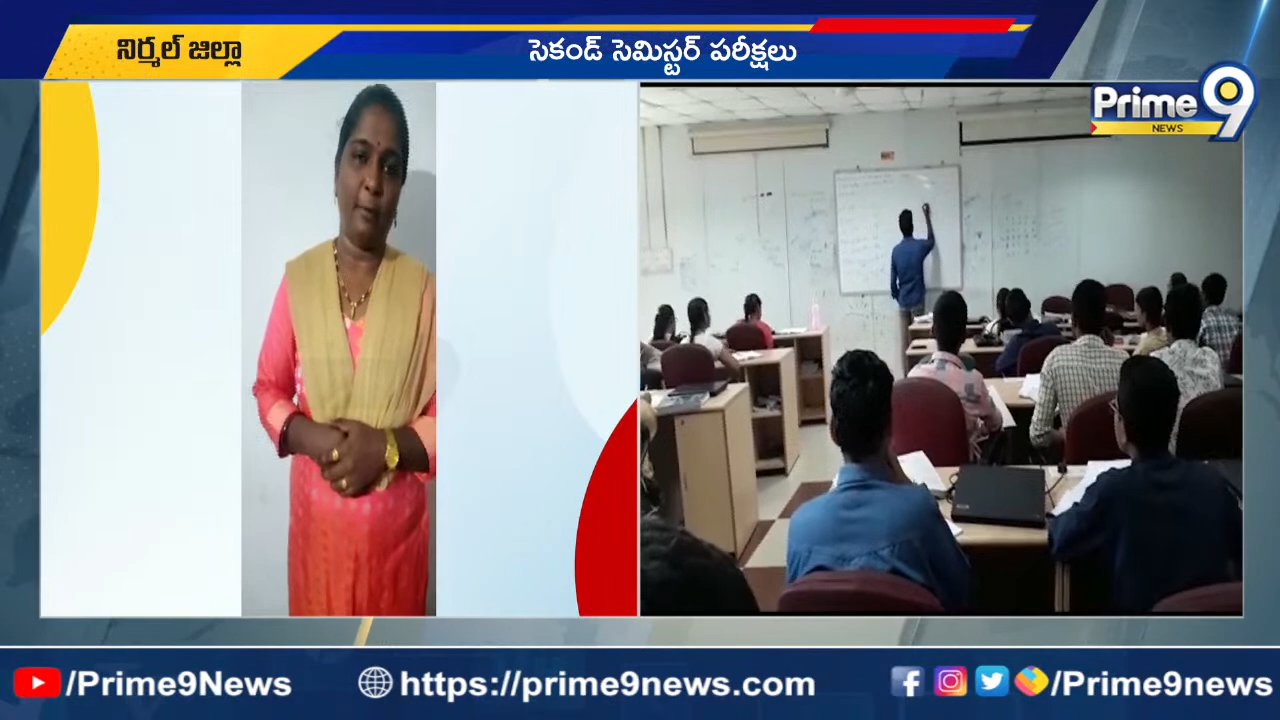 నిర్మల్ జిల్లా
సెకండ్ సెమిస్టర్ పరీక్షలు
Prime9
NEWS
/Prime9News
https://prime9news.com
/Prime9news